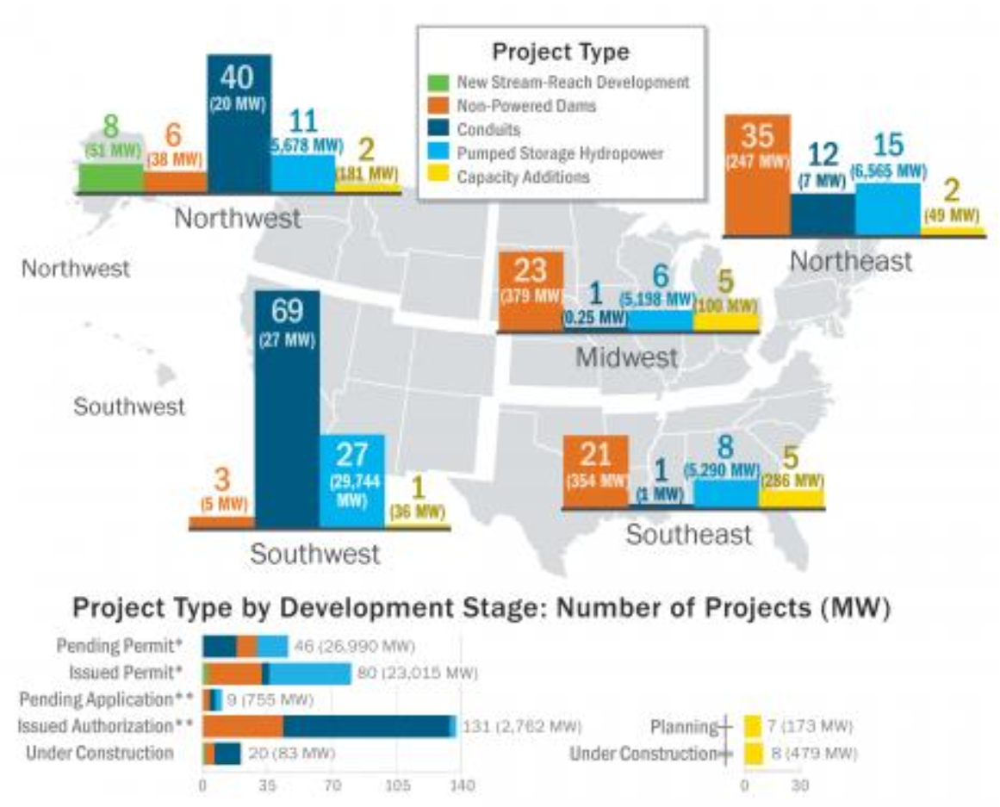 Project Type
New Stream-Reach Development
Non-Powered Dams
Conduits
Pumped Storage Hydropower
Capacity Additions
8
(51 MW)
6
(38 MW)
40
(20 MW)
11
5,678 MW)
2
(181 MW)
Northwest
35
(247 MW)
12
(7 MW)
15
(6,565 MW)
2
(49 MW)
Northeast
Northwest
23
(379 MW)
1
(0.25 MW)
6
(5,198 MW)
5
(100 MW)
Midwest
Southwest
3
(5 MW)
69
(27 MW)
27
(29,744
MW)
1
(36 MW)
Southwest
21
(354 MW)
1
(1 MW)
8
(5,290 MW)
5
(286 MW)
Southeast
Project Type by Development Stage: Number of Projects (MW)
Pending Permit* 46 (26,990 MW)
Issued Permit* 80 (23,015 MW)
Pending Application** 9 (755 MW)
Issued Authorization** 131 (2,762 MW)
Under Construction 20 (83 MW)
0 35 70 105 140
Planning 7 (173 MW)
Under Construction 8 (479 MW)
0 30